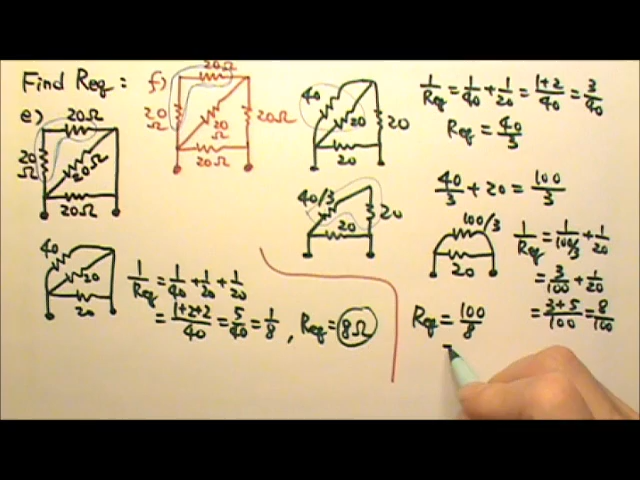 Find Req :
e)
20Ω
20Ω
20Ω
20Ω
40
20
20
1/Req = 1/40 + 1/20 + 1/20
= (1+2+2)/40 = 5/40 = 1/8 , Req = 8Ω
f)
20Ω
20Ω
20Ω
20Ω
20Ω
40
20
20
20
40/3
20
20
1/Req = 1/40 + 1/20 = (1+2)/40 = 3/40
Req = 40/3
40/3 + 20 = 100/3
100/3
20
1/Req = 1/(100/3) + 1/20
= 3/100 + 1/20
= (3+5)/100 = 8/100
Req = 100/8